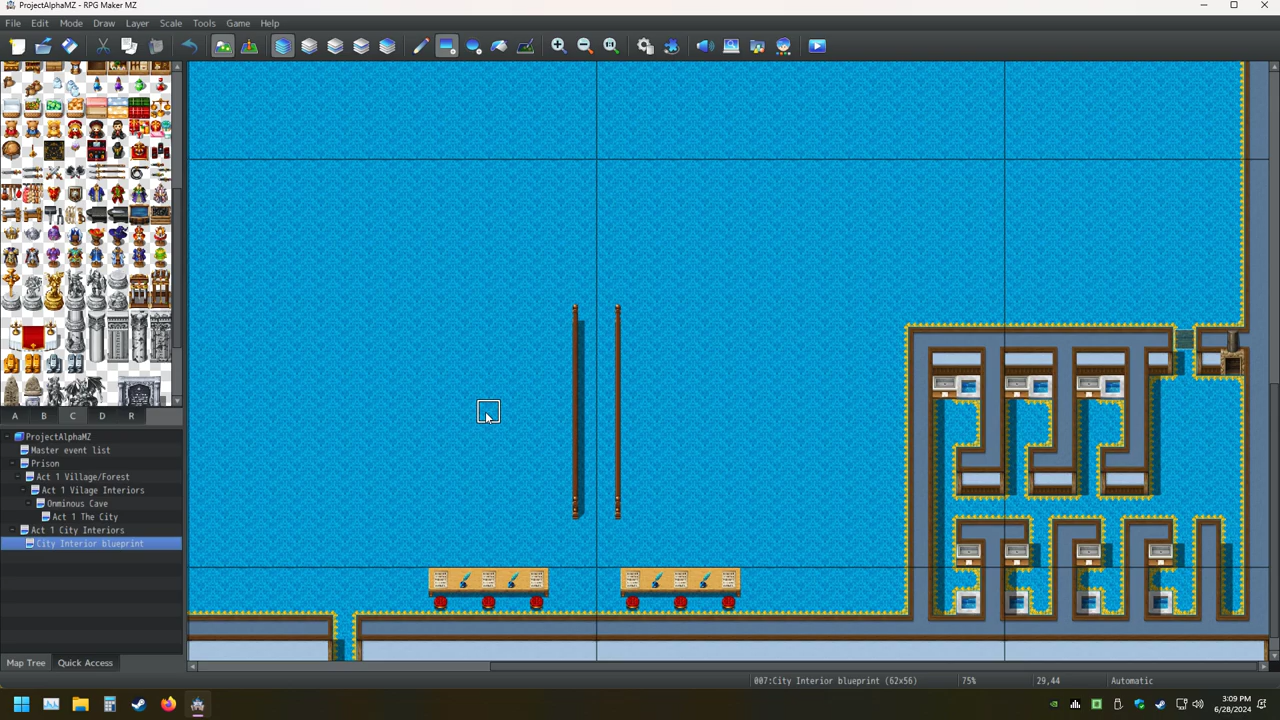 ProjectAlphaMZ - RPG Maker MZ
File Edit Mode Draw Layer Scale Tools Game Help
A B C D R
ProjectAlphaMZ
Master event list
Prison
Act 1 Village/Forest
Act 1 Vilage Interiors
Onminous Cave
Act 1 The City
Act 1 City Interiors
City Interior blueprint
Map Tree Quick Access
007:City Interior blueprint (62x56) 75% 29,44 Automatic
3:09 PM
6/28/2024